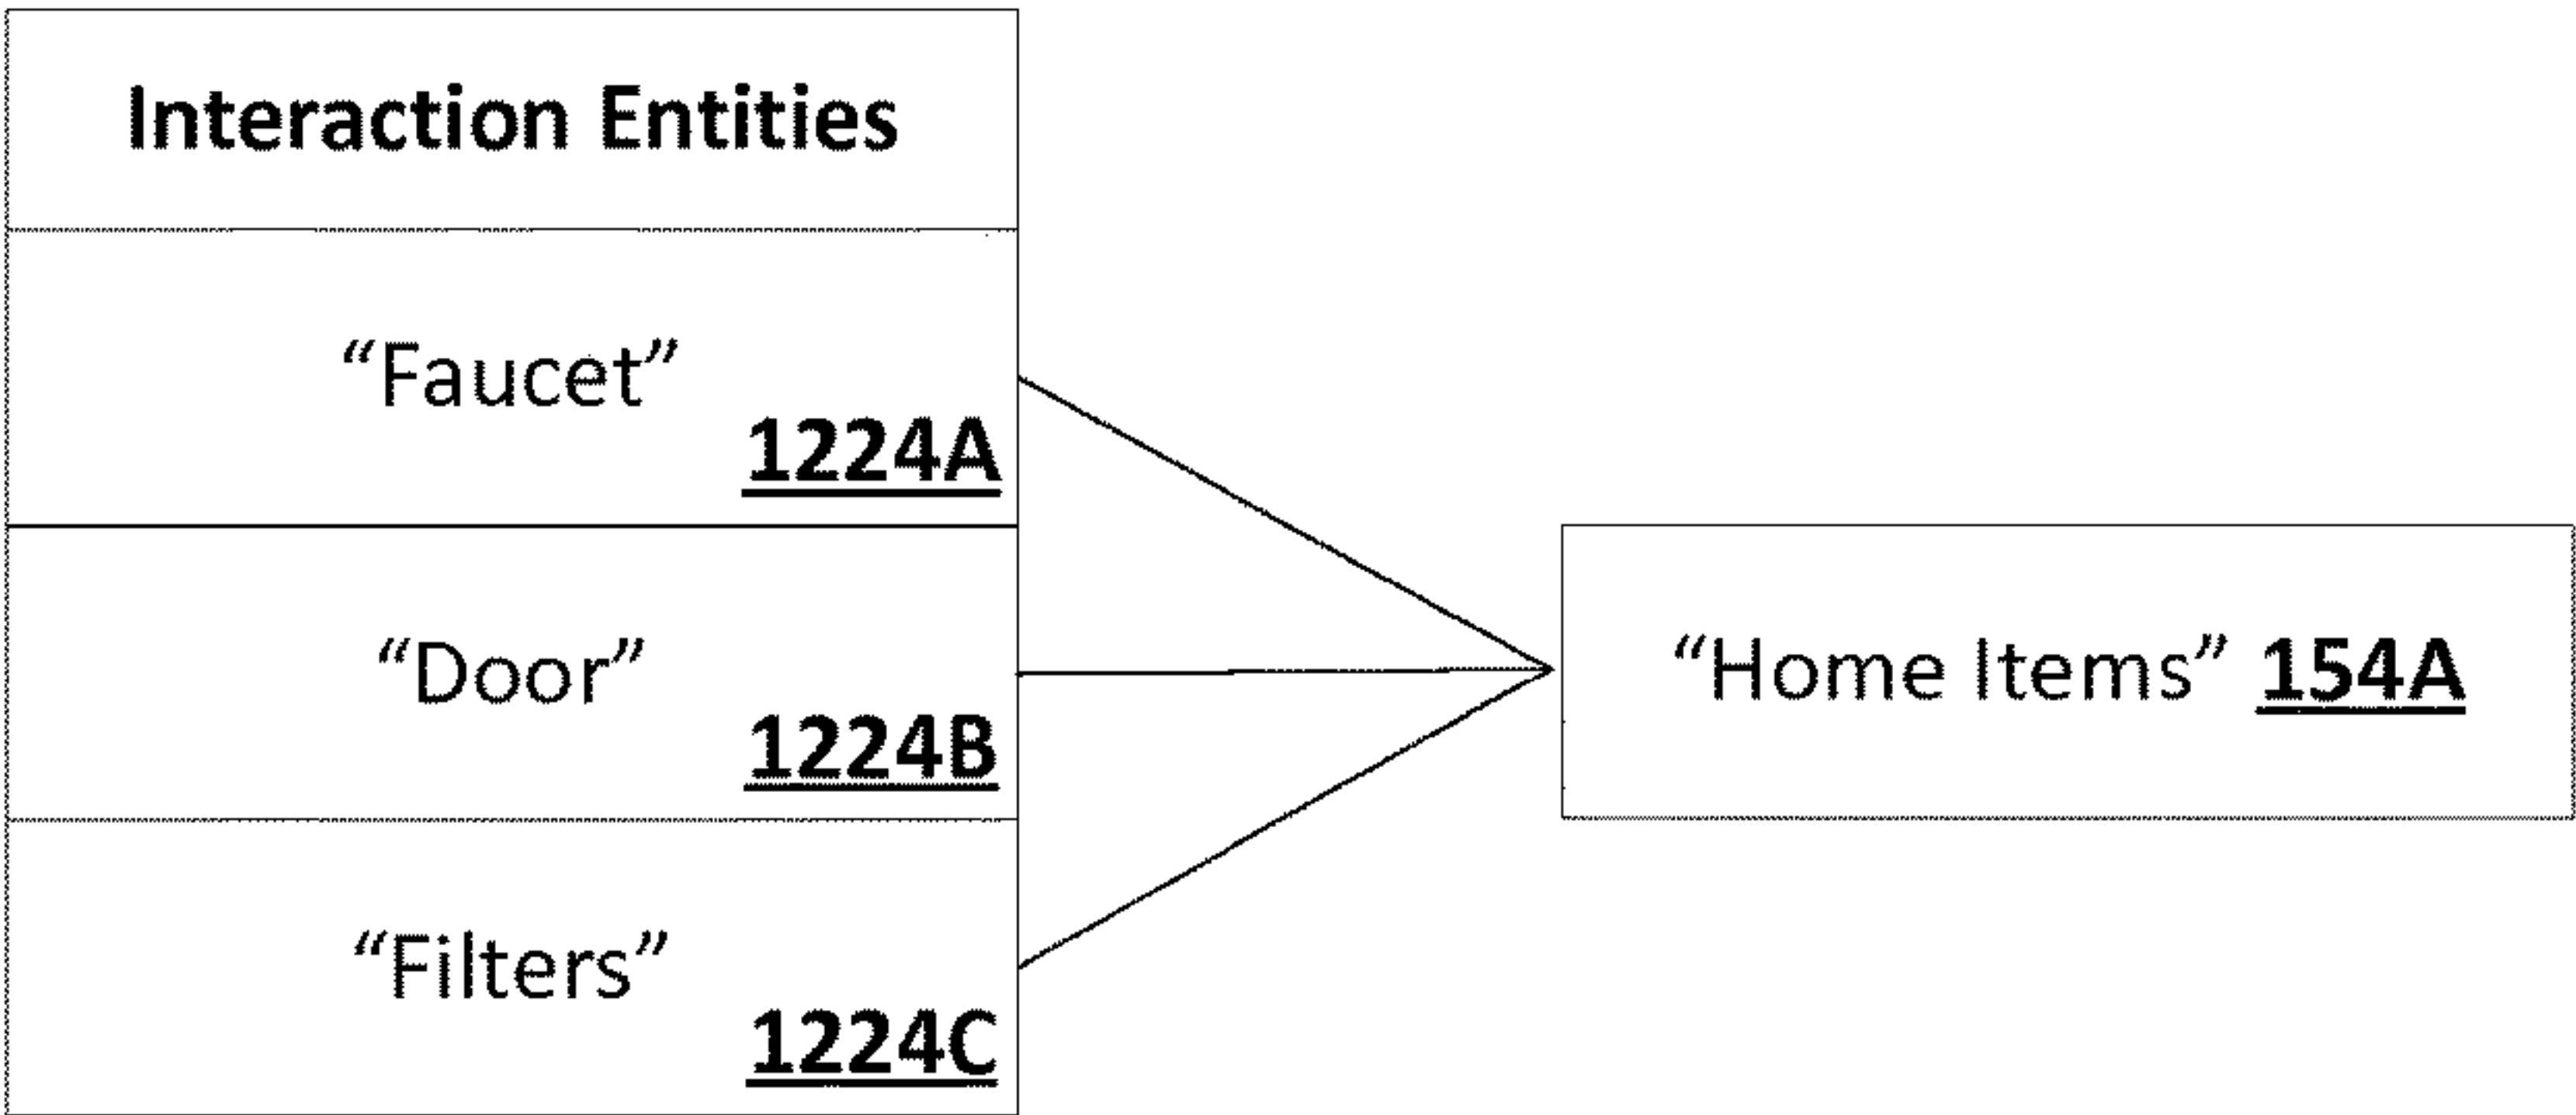 Interaction Entities
“Faucet”
1224A
“Door”
1224B
“Filters”
1224C
“Home Items” 154A